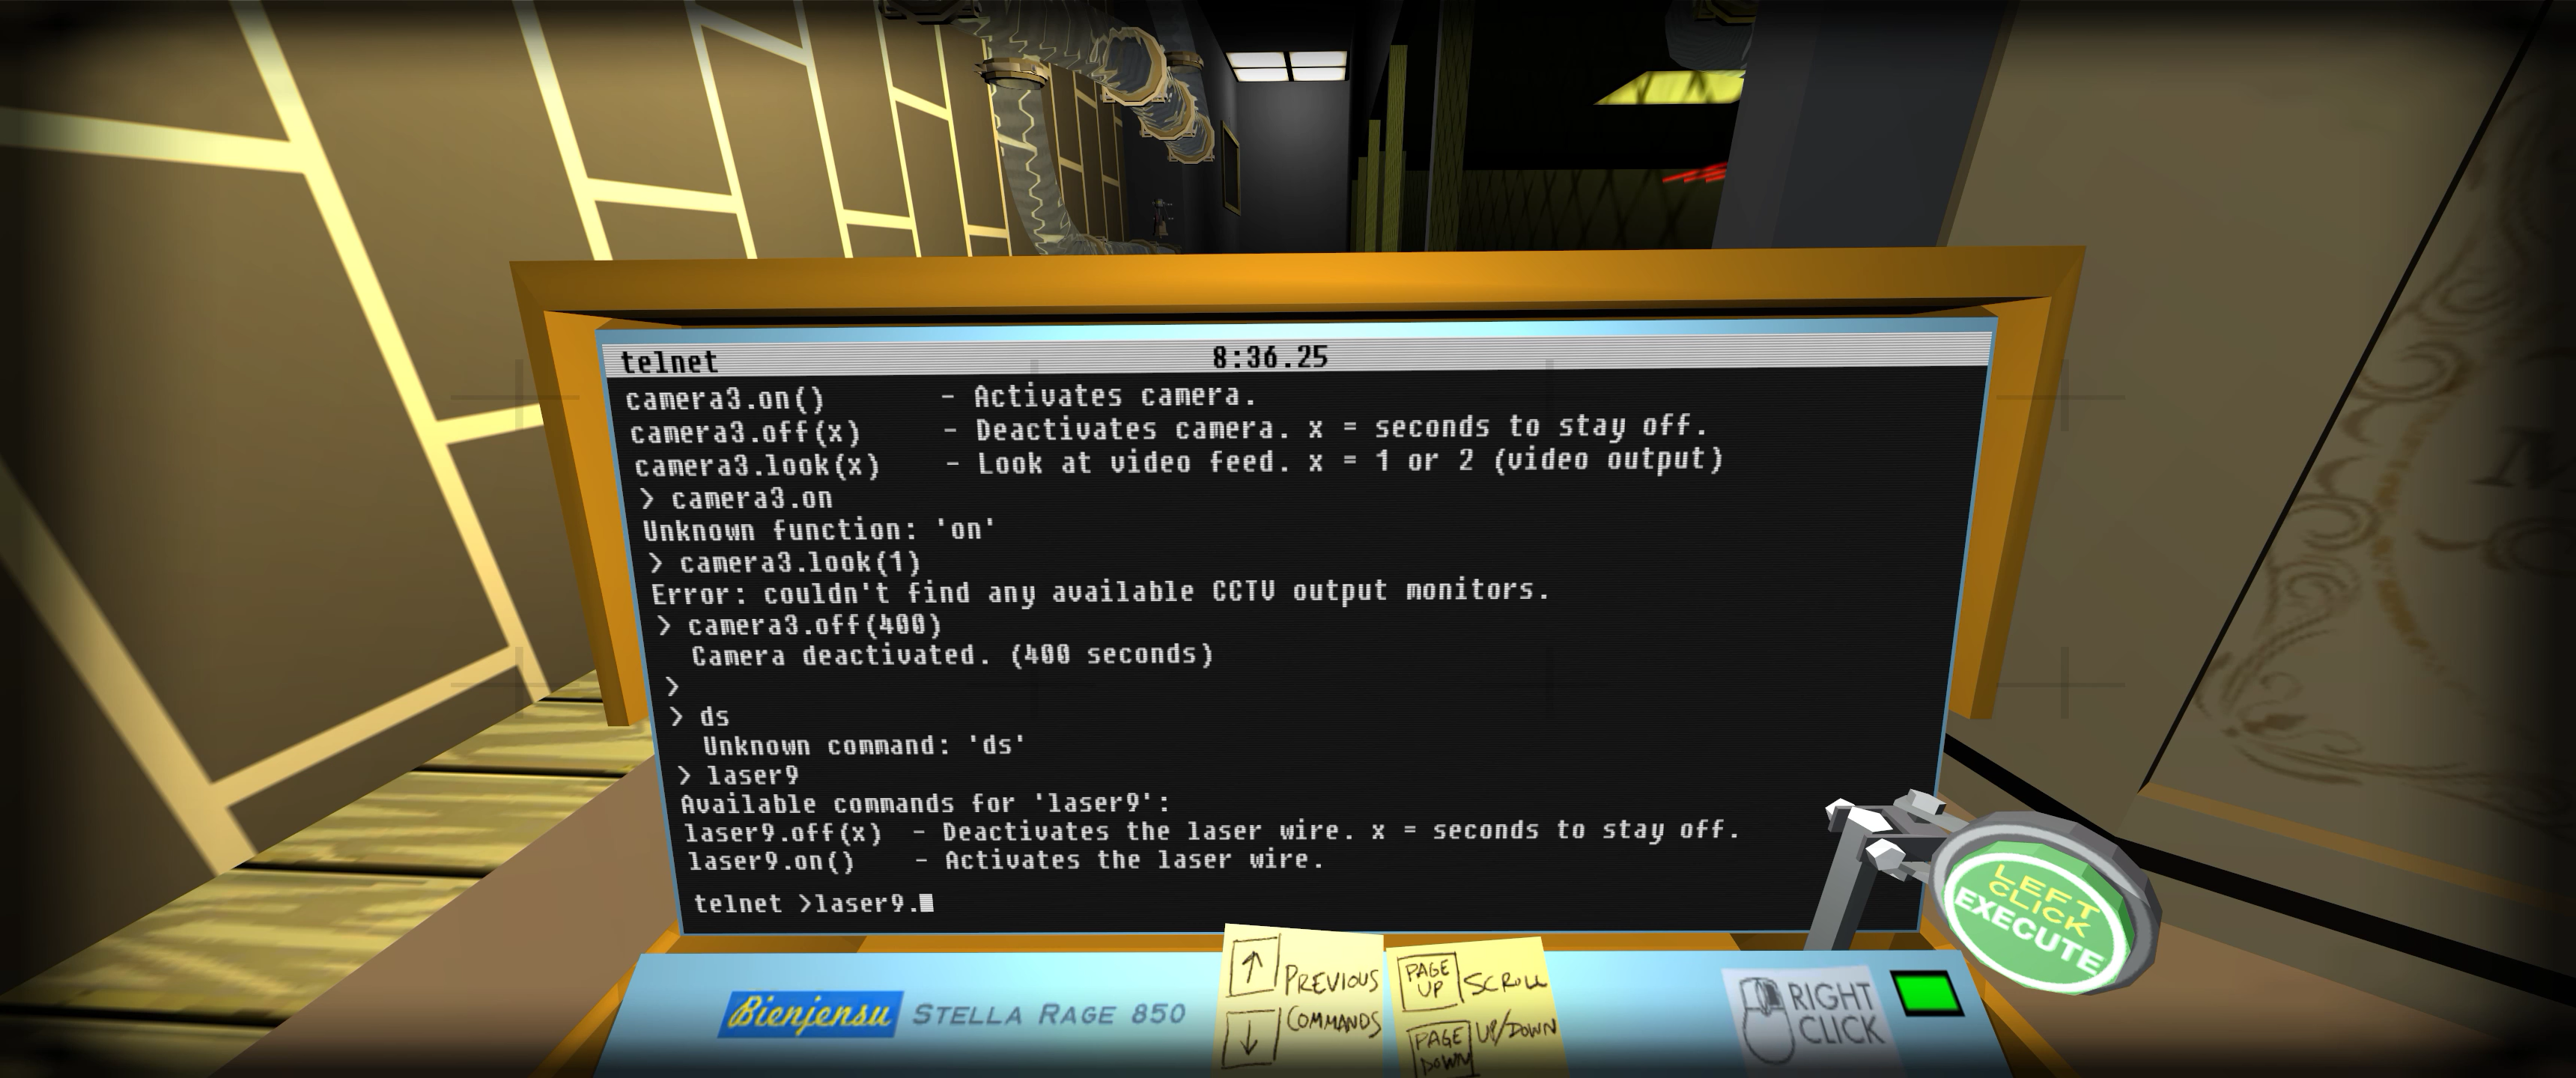 telnet 8:36.25
camera3.on() - Activates camera.
camera3.off(x) - Deactivates camera. x = seconds to stay off.
camera3.look(x) - Look at video feed. x = 1 or 2 (video output)
> camera3.on
Unknown function: 'on'
> camera3.look(1)
Error: couldn't find any available CCTV output monitors.
> camera3.off(400)
Camera deactivated. (400 seconds)
>
> ds
Unknown command: 'ds'
> laser9
Available commands for 'laser9':
laser9.off(x) - Deactivates the laser wire. x = seconds to stay off.
laser9.on() - Activates the laser wire.
telnet >laser9.
LEFT
CLICK
EXECUTE
Bienjensu STELLA RAGE 850
↑ PREVIOUS
↓ COMMANDS
PAGE UP SCROLL
PAGE DOWN UP/DOWN
RIGHT
CLICK